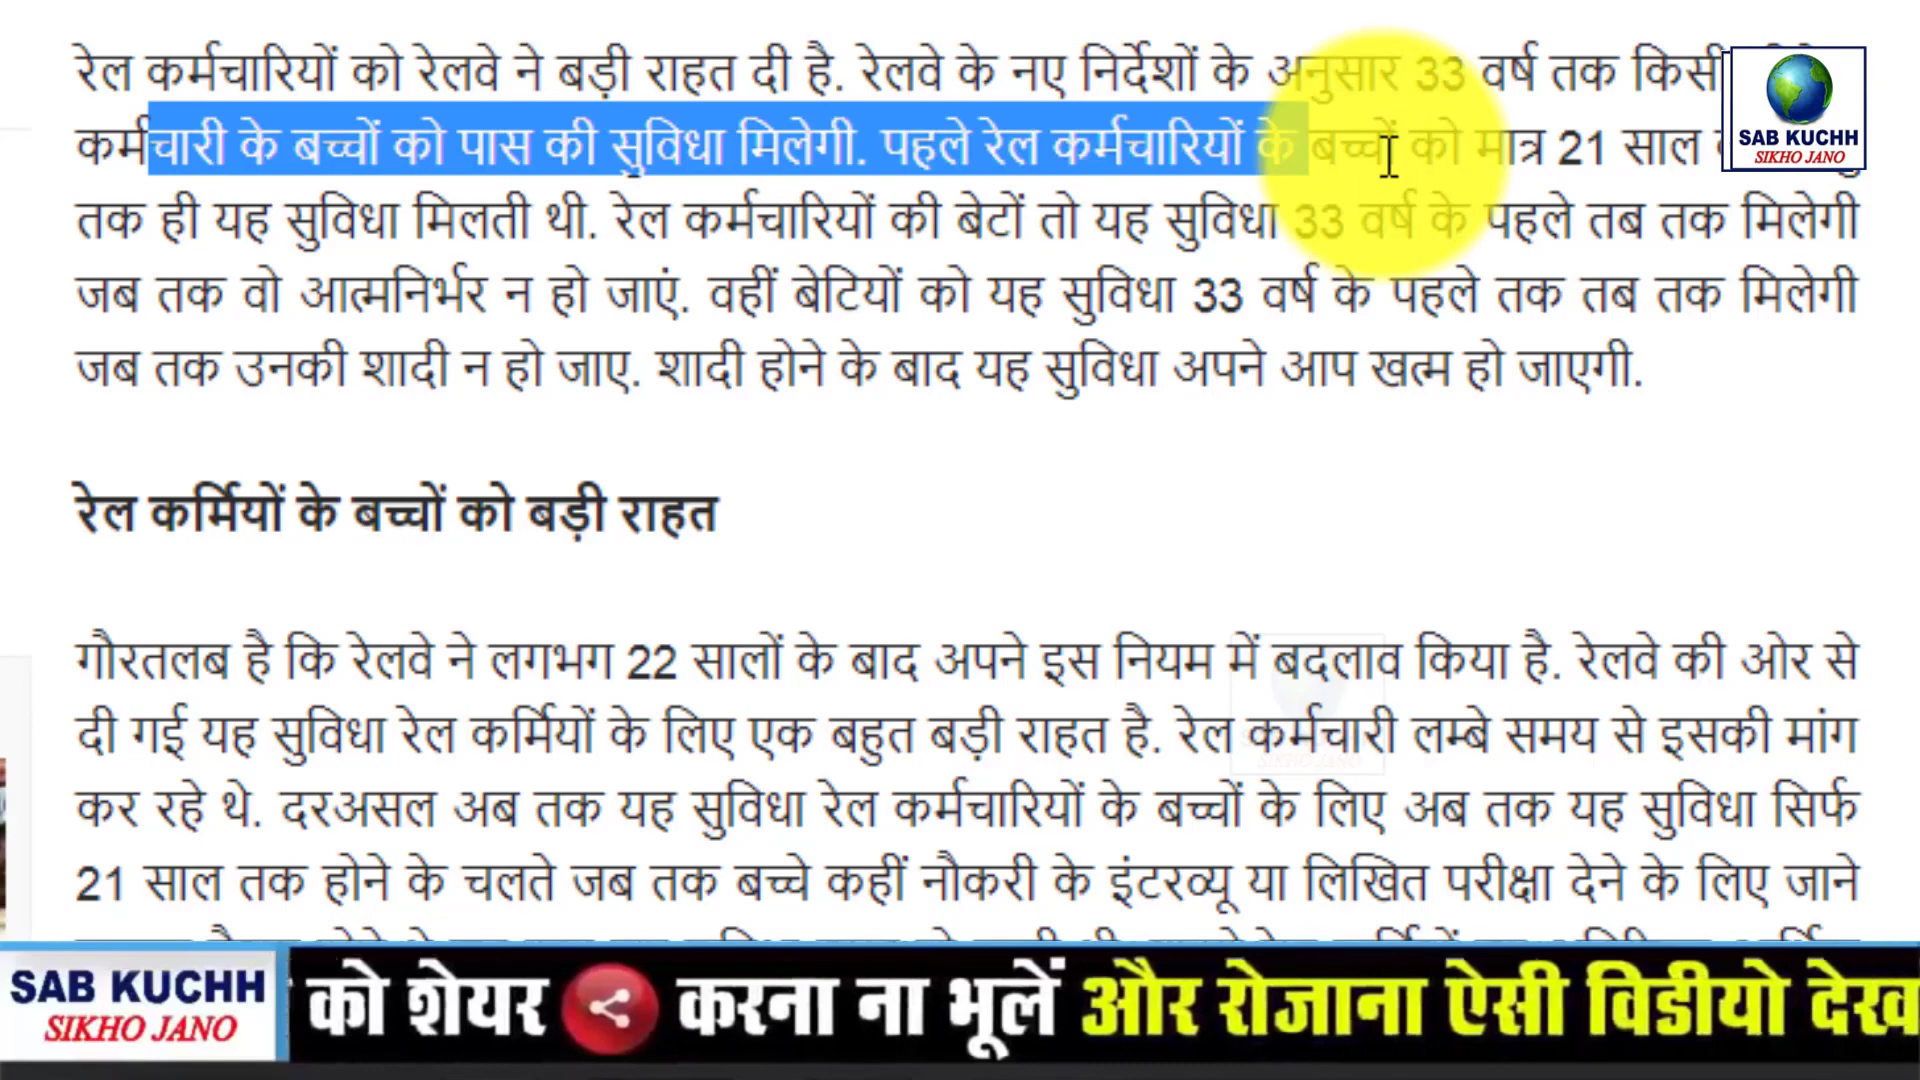 रेल कर्मचारियों को रेलवे ने बड़ी राहत दी है. रेलवे के नए निर्देशों के अनुसार 33 वर्ष तक किसी
कर्मचारी के बच्चों को पास की सुविधा मिलेगी. पहले रेल कर्मचारियों के बच्चों को मात्र 21 साल
तक ही यह सुविधा मिलती थी. रेल कर्मचारियों की बेटों तो यह सुविधा 33 वर्ष के पहले तब तक मिलेगी
जब तक वो आत्मनिर्भर न हो जाएं. वहीं बेटियों को यह सुविधा 33 वर्ष के पहले तक तब तक मिलेगी
जब तक उनकी शादी न हो जाए. शादी होने के बाद यह सुविधा अपने आप खत्म हो जाएगी.
SAB KUCHH
SIKHO JANO
रेल कर्मियों के बच्चों को बड़ी राहत
गौरतलब है कि रेलवे ने लगभग 22 सालों के बाद अपने इस नियम में बदलाव किया है. रेलवे की ओर से
दी गई यह सुविधा रेल कर्मियों के लिए एक बहुत बड़ी राहत है. रेल कर्मचारी लम्बे समय से इसकी मांग
कर रहे थे. दरअसल अब तक यह सुविधा रेल कर्मचारियों के बच्चों के लिए अब तक यह सुविधा सिर्फ
21 साल तक होने के चलते जब तक बच्चे कहीं नौकरी के इंटरव्यू या लिखित परीक्षा देने के लिए जाने
SAB KUCHH
SIKHO JANO
को शेयर करना ना भूलें और रोजाना ऐसी विडीयो देख